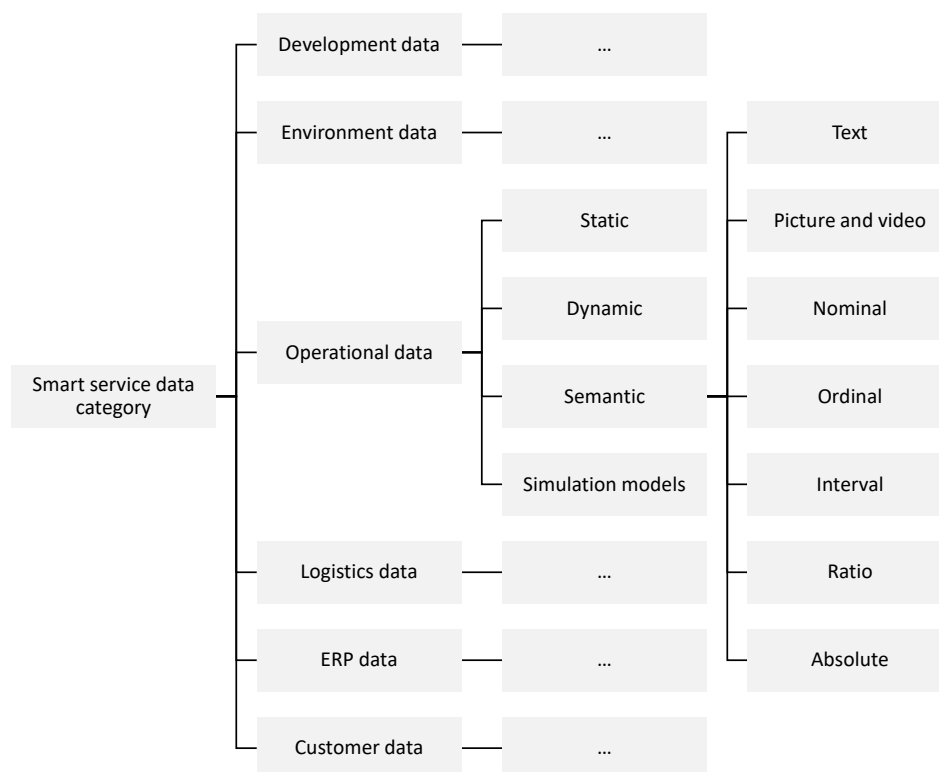 Development data
...
Environment data
...
Text
Static
Picture and video
Dynamic
Nominal
Operational data
Smart service data
category
Semantic
Ordinal
Simulation models
Interval
Logistics data
...
Ratio
ERP data
...
Absolute
Customer data
...